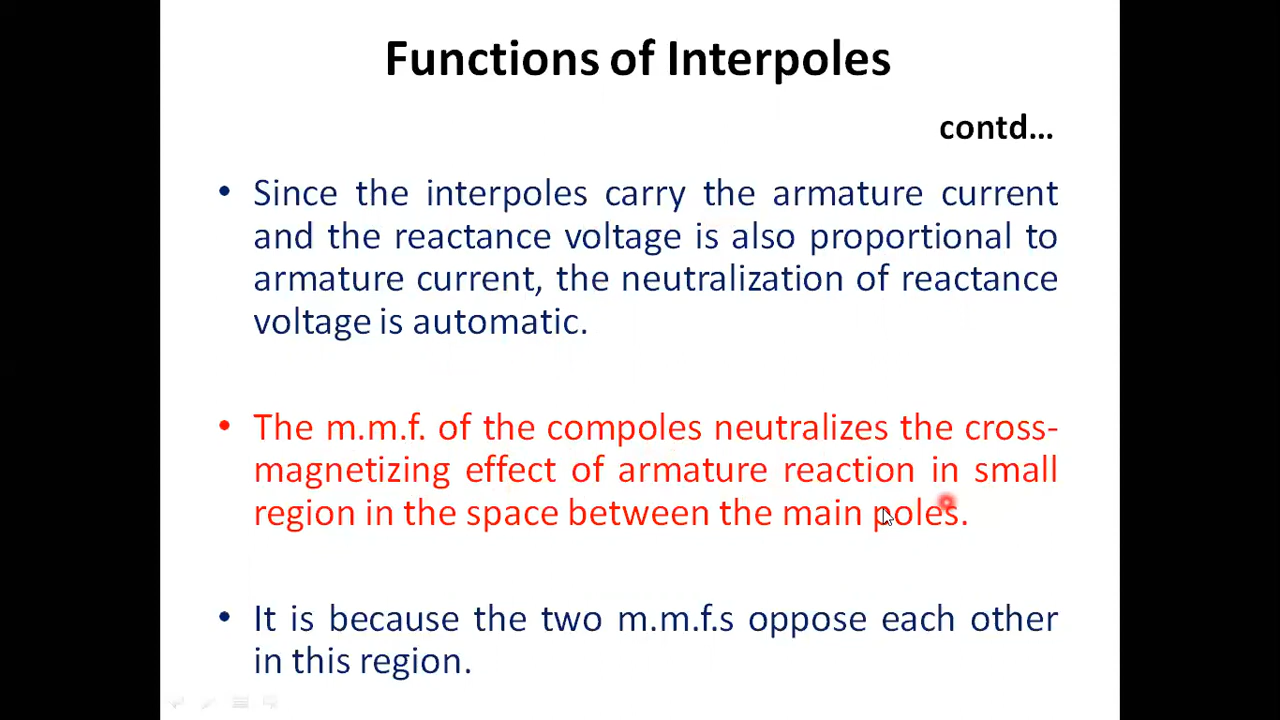 Functions of Interpoles
contd...
• Since the interpoles carry the armature current
and the reactance voltage is also proportional to
armature current, the neutralization of reactance
voltage is automatic.
• The m.m.f. of the compoles neutralizes the cross-
magnetizing effect of armature reaction in small
region in the space between the main poles.
• It is because the two m.m.f.s oppose each other
in this region.